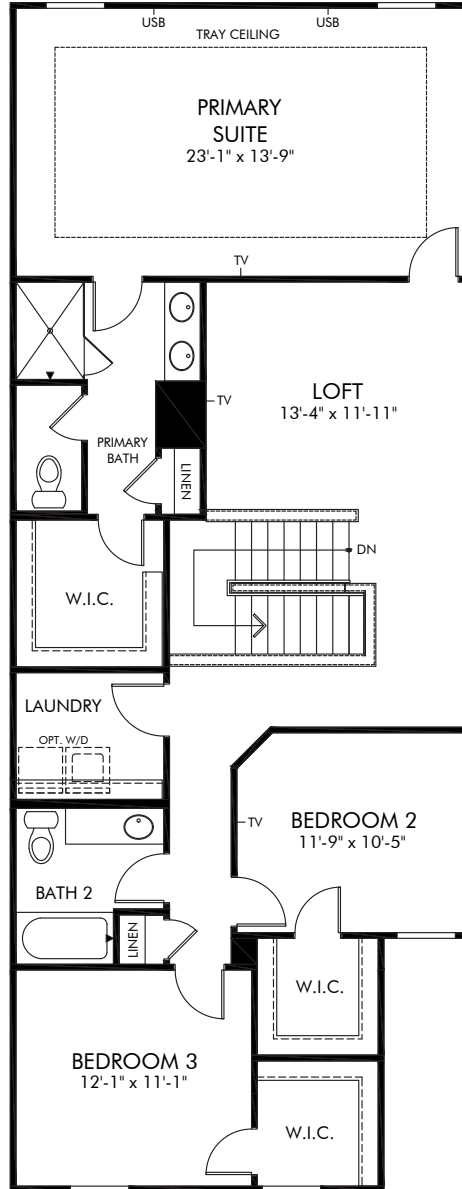 USB
USB
TRAY CEILING
PRIMARY
SUITE
23'-1" x 13'-9"
TV
LOFT
13'-4" x 11'-11"
TV
PRIMARY
BATH
LINEN
DN
W.I.C.
LAUNDRY
OPT. W/D
TV
BEDROOM 2
11'-9" x 10'-5"
BATH 2
LINEN
W.I.C.
BEDROOM 3
12'-1" x 11'-1"
W.I.C.